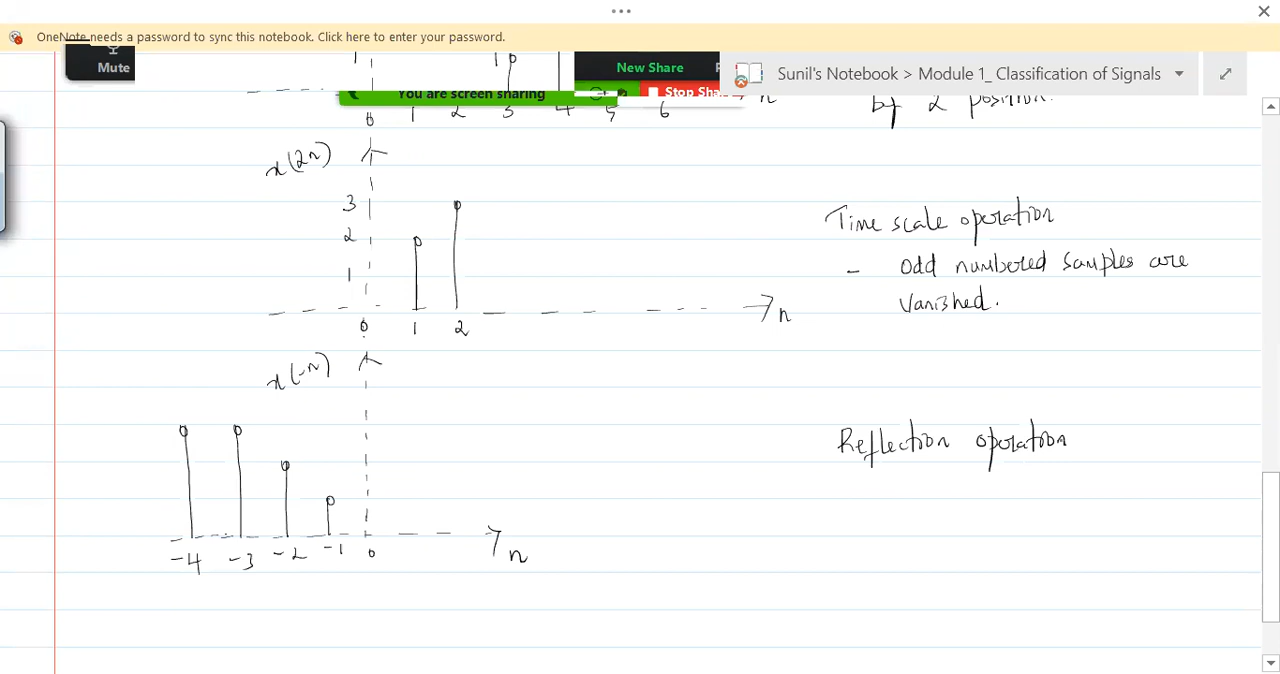 OneNote needs a password to sync this notebook. Click here to enter your password.
Mute
New Share
Sunil's Notebook > Module 1_ Classification of Signals
You are screen sharing
Stop Sha
1 1 n
0 1 2 3 4 5 6
by 2 position.
x(2n)
3
2
1
0 1 2 n
Time scale operation
- Odd numbered samples are
vanished.
x(-n)
Reflection operation
-4 -3 -2 -1 0 n